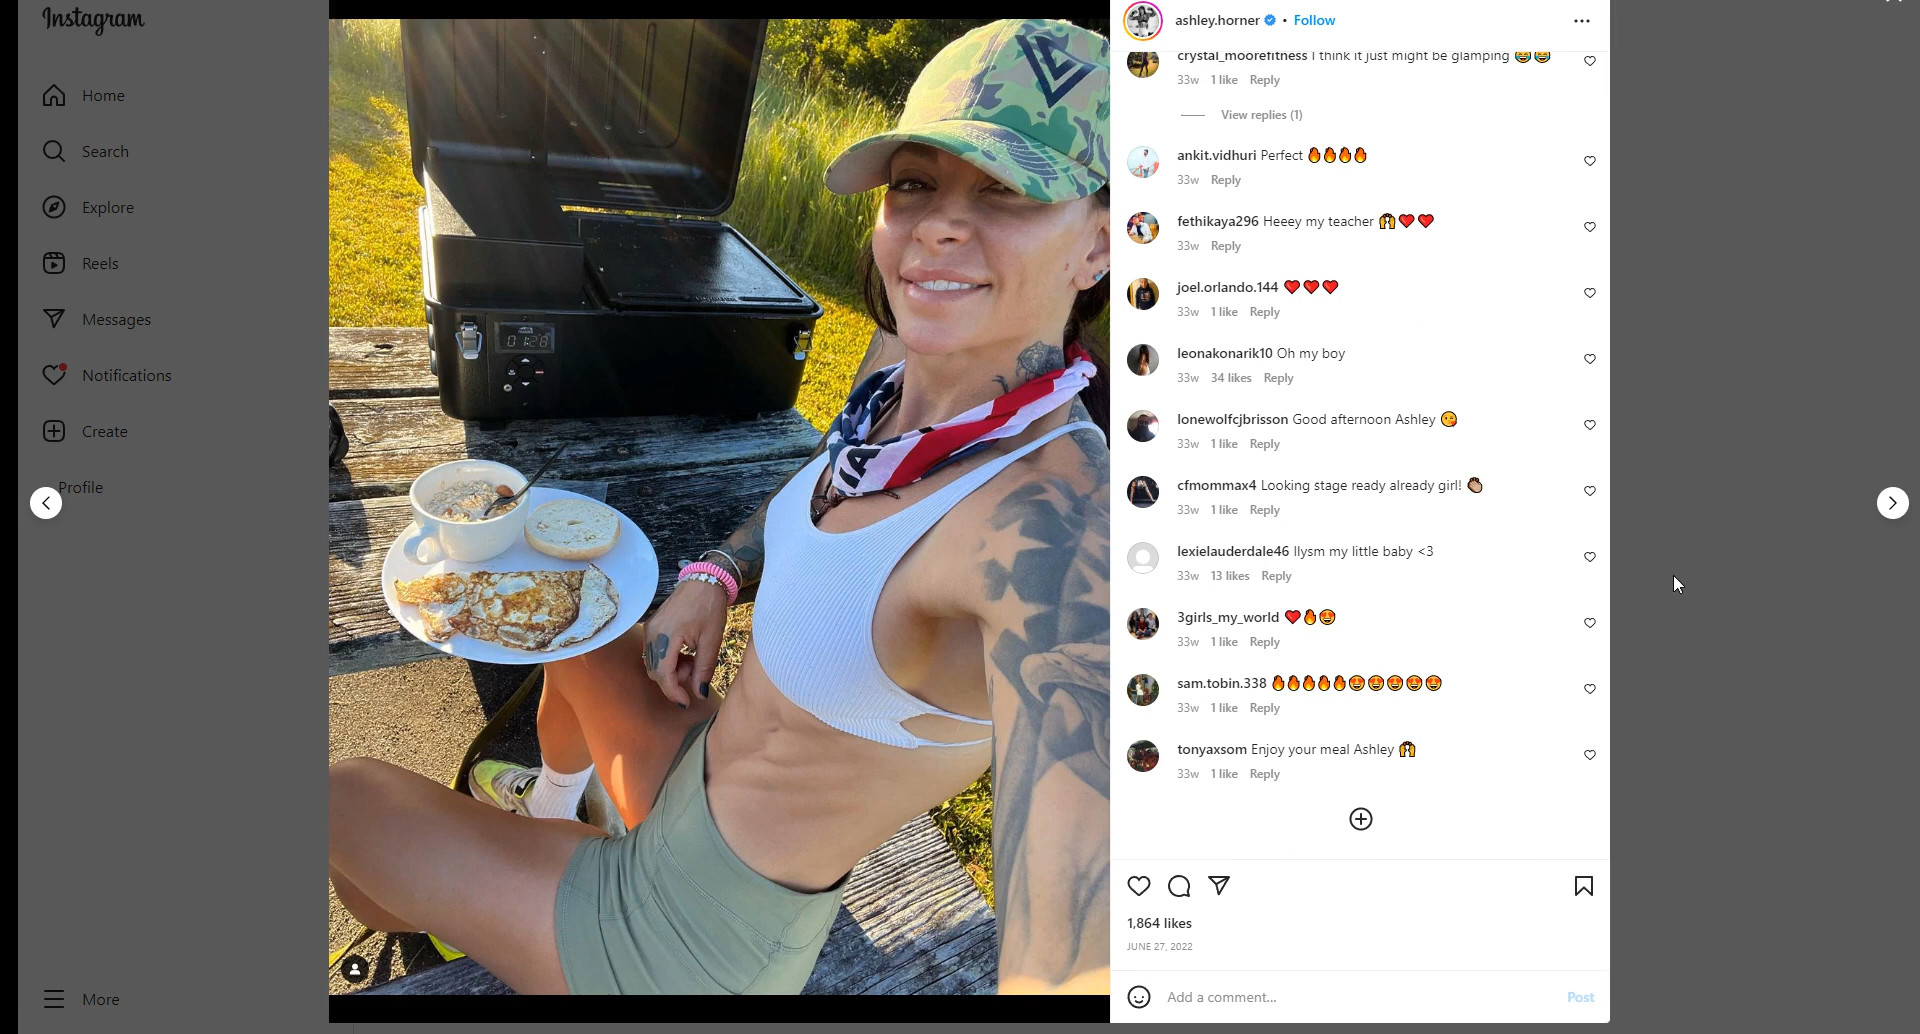 Instagram
Home
Search
Explore
Reels
Messages
Notifications
Create
Profile
More
01:28
IA
ashley.horner • Follow
crystal_moorefitness I think it just might be glamping 😂😂
33w 1 like Reply
View replies (1)
ankit.vidhuri Perfect 🔥🔥🔥🔥
33w Reply
fethikaya296 Heeey my teacher 🙌❤️❤️
33w Reply
joel.orlando.144 ❤️❤️❤️
33w 1 like Reply
leonakonarik10 Oh my boy
33w 34 likes Reply
lonewolfcjbrisson Good afternoon Ashley 😘
33w 1 like Reply
cfmommax4 Looking stage ready already girl! 👏🏼
33w 1 like Reply
lexielauderdale46 Ilysm my little baby <3
33w 13 likes Reply
3girls_my_world ❤️🔥😍
33w 1 like Reply
sam.tobin.338 🔥🔥🔥🔥🔥😍😍😍😍😍
33w 1 like Reply
tonyaxsom Enjoy your meal Ashley 🙌
33w 1 like Reply
1,864 likes
JUNE 27, 2022
Add a comment...
Post